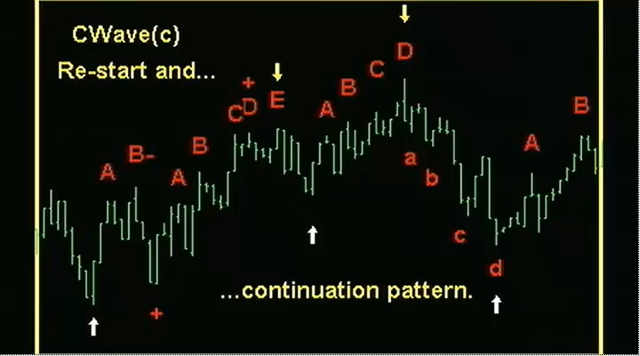 CWave(c)
Re-start and...
D
C
B
A
+
E
D
C
B
A
B-
A
B
A
A
B
a
b
c
d
+
...continuation pattern.